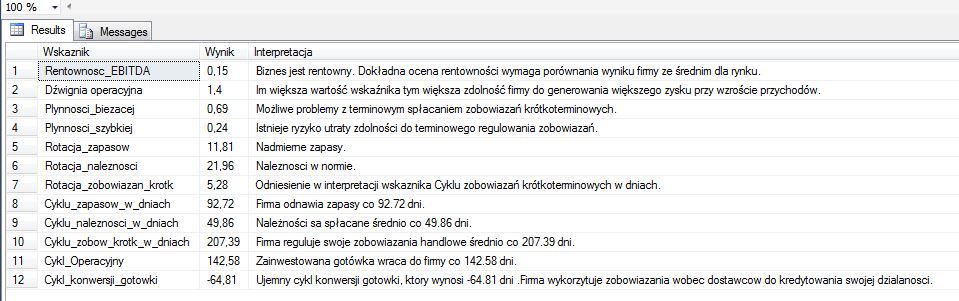 100 %
Results Messages
Wskaznik Wynik Interpretacja
1 Rentownosc_EBITDA 0,15 Biznes jest rentowny. Dokładna ocena rentowności wymaga porównania wyniku firmy ze średnim dla rynku.
2 Dźwignia operacyjna 1,4 Im większa wartość wskaźnika tym większa zdolność firmy do generowania większego zysku przy wzroście przychodów.
3 Plynnosci_biezacej 0,69 Możliwe problemy z terminowym spłacaniem zobowiazań krótkoterminowych.
4 Plynnosci_szybkiej 0,24 Istnieje ryzyko utraty zdolności do terminowego regulowania zobowiazań.
5 Rotacja_zapasow 11,81 Nadmierne zapasy.
6 Rotacja_naleznosci 21,96 Naleznosci w normie.
7 Rotacja_zobowiazan_krotk 5,28 Odniesienie w interpretacji wskaznika Cyklu zobowiazań krótkoterminowych w dniach.
8 Cyklu_zapasow_w_dniach 92,72 Firma odnawia zapasy co 92.72 dni.
9 Cyklu_naleznosci_w_dniach 49,86 Należności sa spłacane średnio co 49.86 dni.
10 Cyklu_zobow_krotk_w_dniach 207,39 Firma reguluje swoje zobowiazania handlowe średnio co 207.39 dni.
11 Cykl_Operacyjny 142,58 Zainwestowana gotówka wraca do firmy co 142.58 dni.
12 Cykl_konwersji_gotowki -64,81 Ujemny cykl konwersji gotowki, ktory wynosi -64.81 dni .Firma wykorzytuje zobowiazania wobec dostawcow do kredytowania swojej dzialanosci.